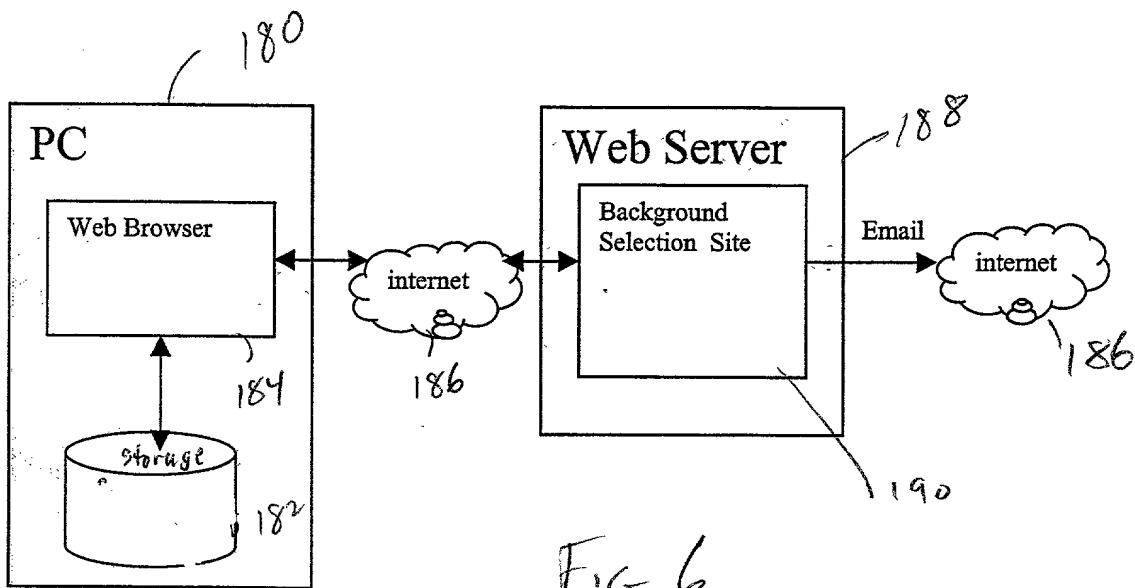 180
PC
Web Browser
184
storage
182
internet
186
Web Server
188
Background
Selection Site
190
Email
internet
186
FIG 6